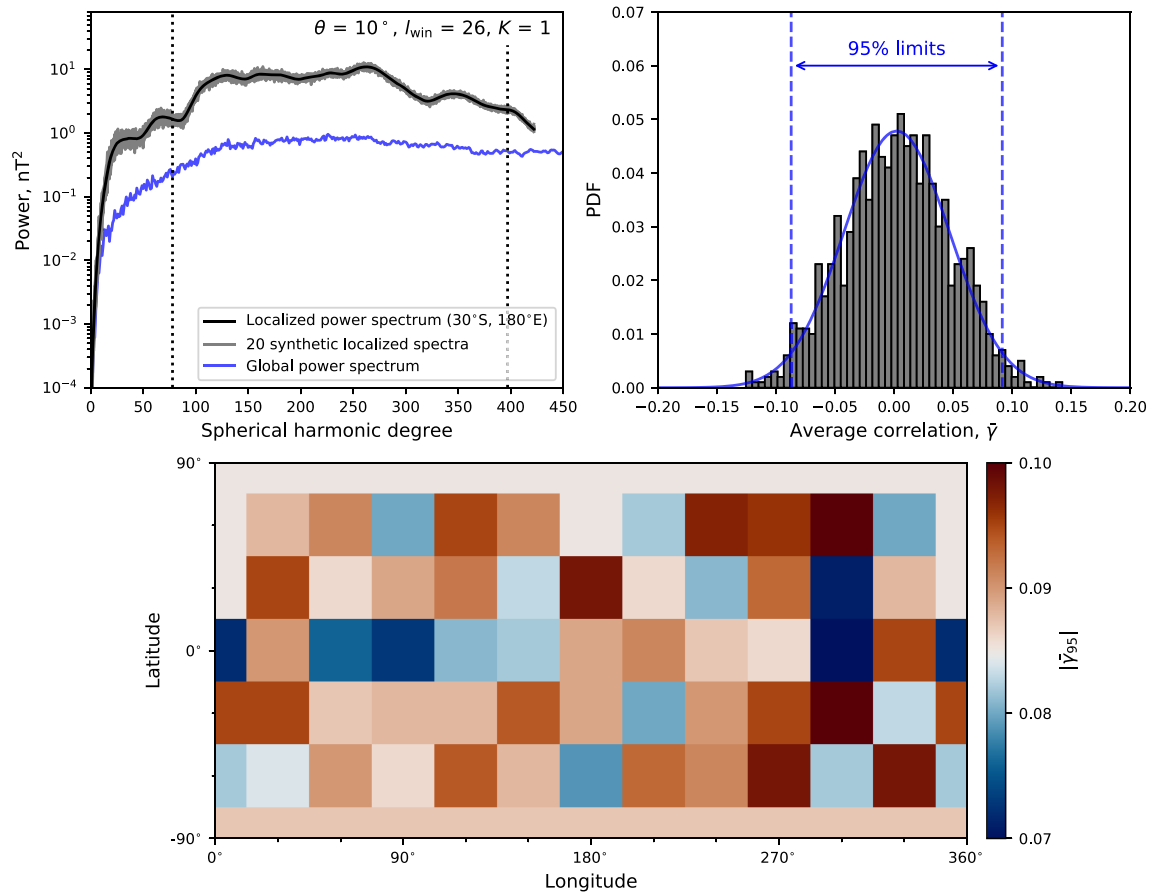 θ = 10°, l_win = 26, K = 1
Power, nT²
10¹
10⁰
10⁻¹
10⁻²
10⁻³
10⁻⁴
Localized power spectrum (30°S, 180°E)
20 synthetic localized spectra
Global power spectrum
0 50 100 150 200 250 300 350 400 450
Spherical harmonic degree
95% limits
PDF
0.07
0.06
0.05
0.04
0.03
0.02
0.01
0.00
−0.20 −0.15 −0.10 −0.05 0.00 0.05 0.10 0.15 0.20
Average correlation, γ̄
Latitude
90°
0°
-90°
0° 90° 180° 270° 360°
Longitude
0.10
0.09
0.08
0.07
|γ̄₉₅|